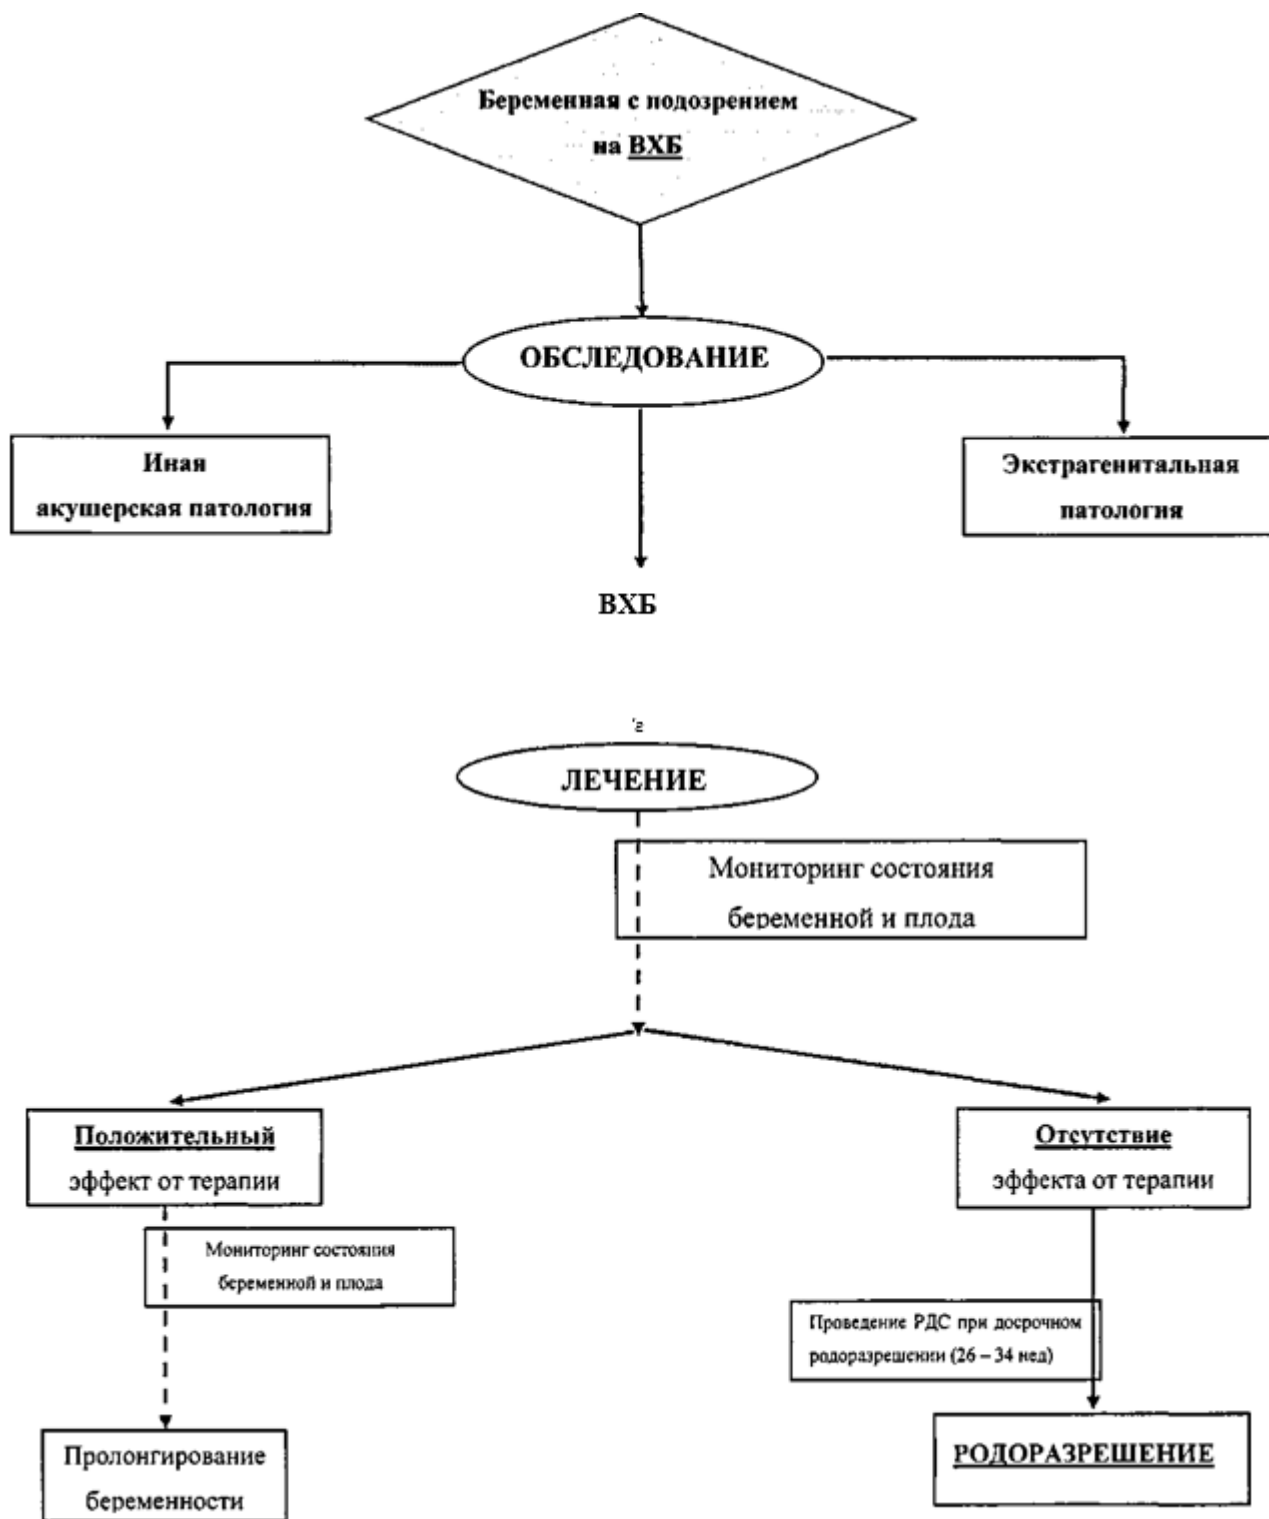 Беременная с подозрением
на ВХБ
ОБСЛЕДОВАНИЕ
Иная
акушерская патология
Экстрагенитальная
патология
ВХБ
ЛЕЧЕНИЕ
Мониторинг состояния
беременной и плода
Положительный
эффект от терапии
Отсутствие
эффекта от терапии
Мониторинг состояния
беременной и плода
Проведение РДС при досрочном
родоразрешении (26 – 34 нед)
Пролонгирование
беременности
РОДОРАЗРЕШЕНИЕ